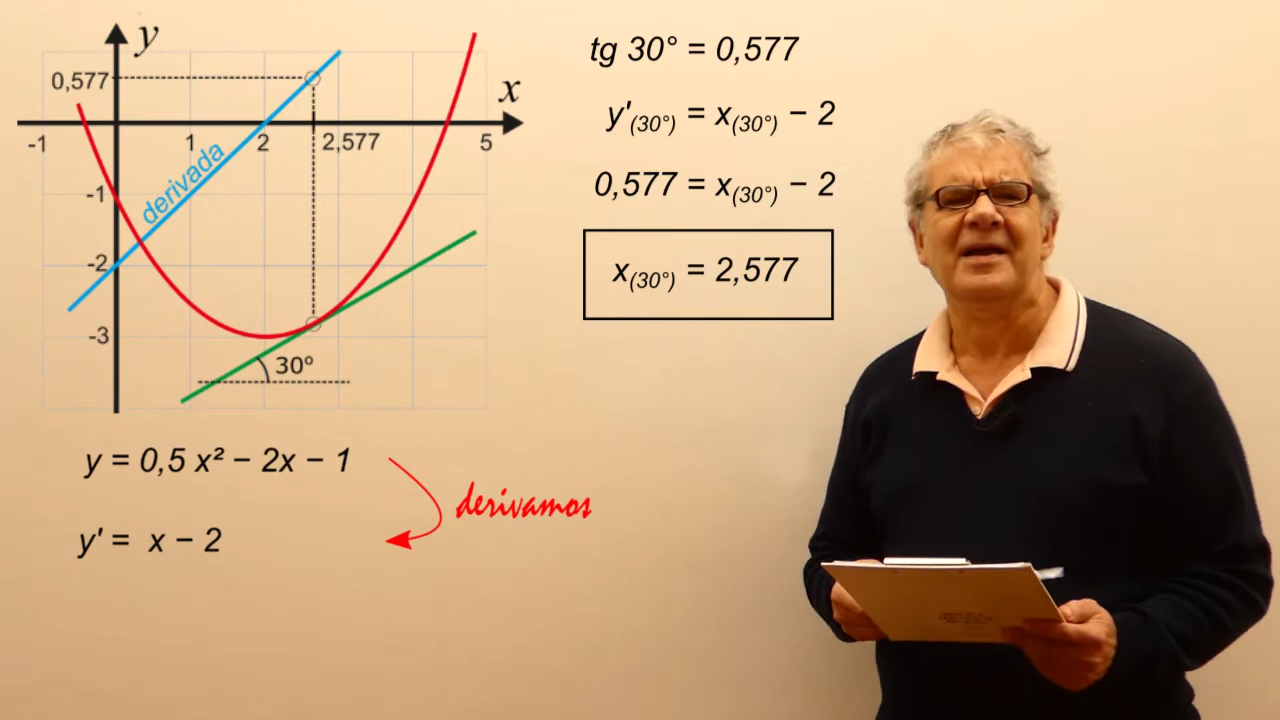 y
0,577
x
-1
1
2
2,577
5
derivada
-1
-2
-3
30º
y = 0,5 x² − 2x − 1
derivamos
y' = x − 2
tg 30° = 0,577
y'(30°) = x(30°) − 2
0,577 = x(30°) − 2
x(30°) = 2,577